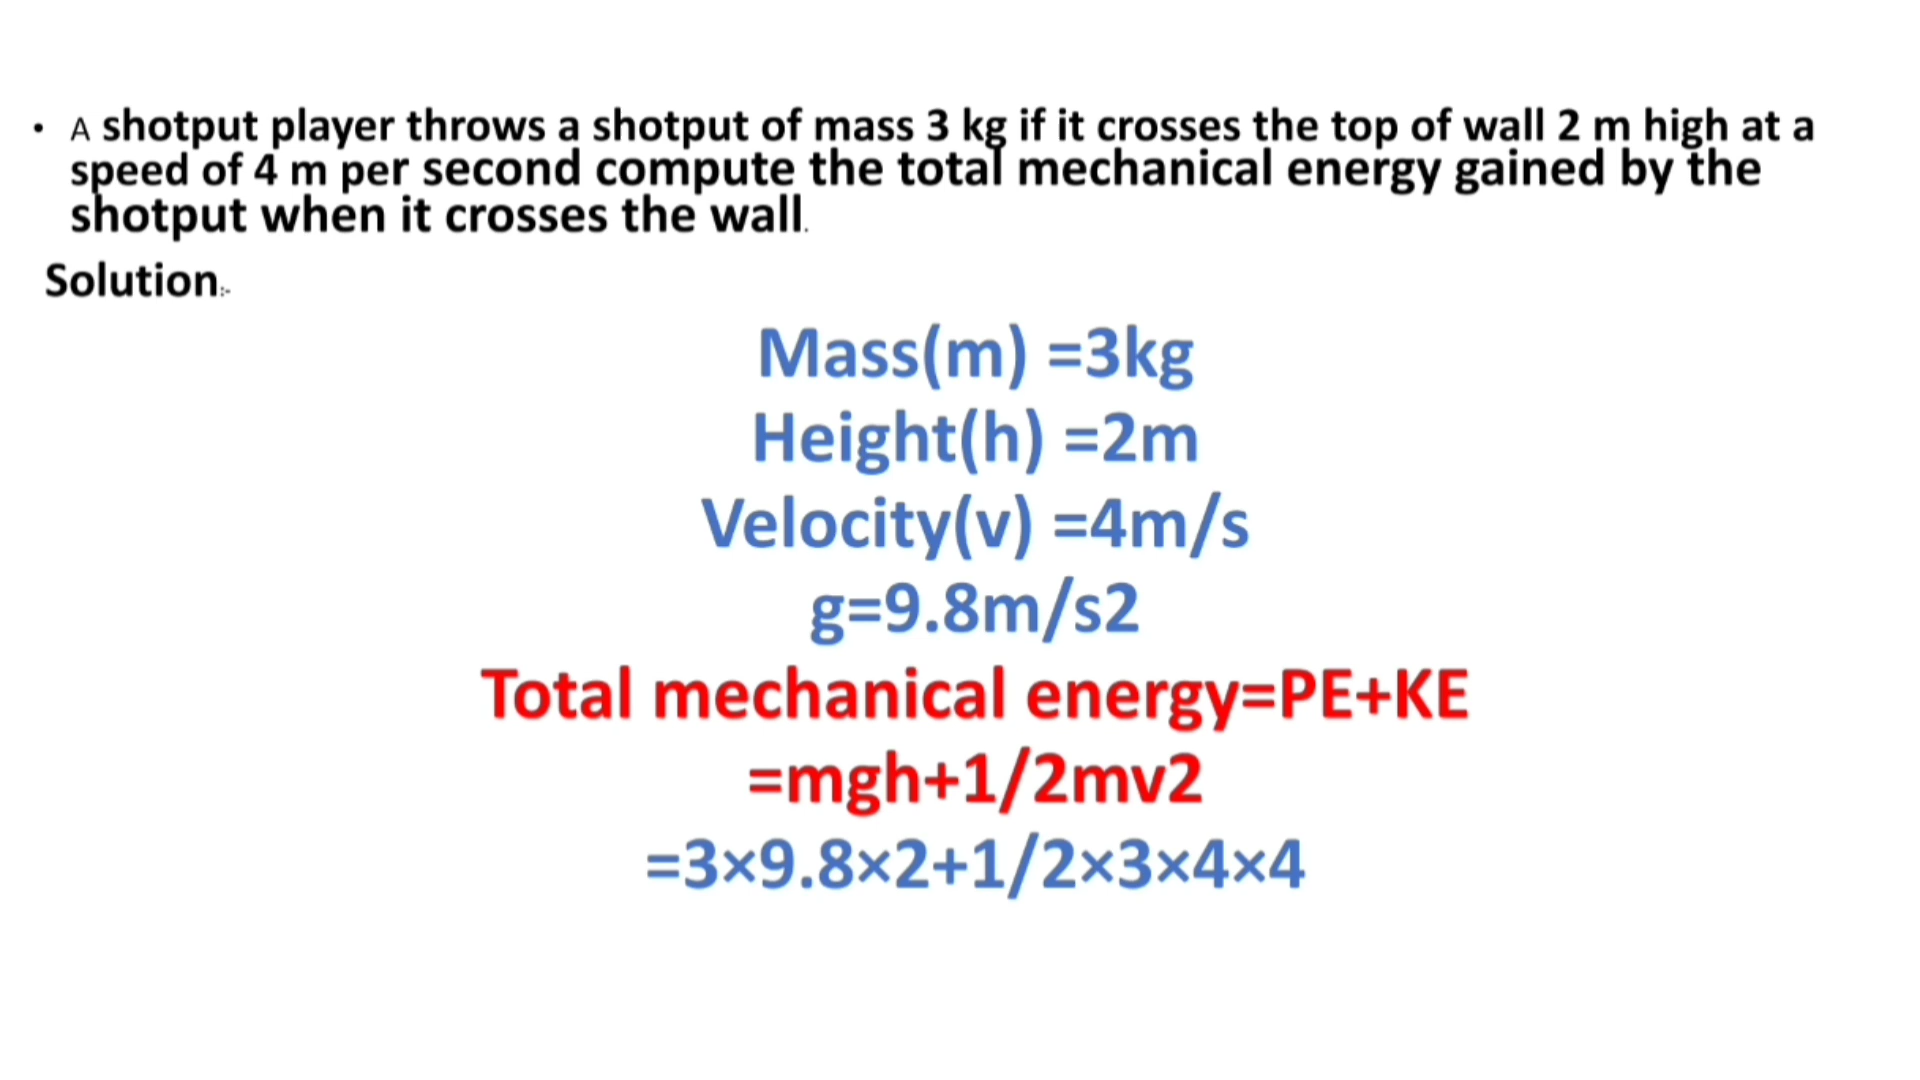 • A shotput player throws a shotput of mass 3 kg if it crosses the top of wall 2 m high at a
speed of 4 m per second compute the total mechanical energy gained by the
shotput when it crosses the wall.
Solution:-
Mass(m) =3kg
Height(h) =2m
Velocity(v) =4m/s
g=9.8m/s2
Total mechanical energy=PE+KE
=mgh+1/2mv2
=3×9.8×2+1/2×3×4×4